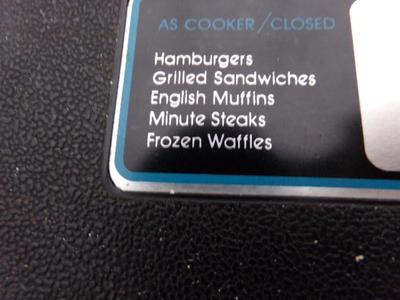 AS COOKER/CLOSED
Hamburgers
Grilled Sandwiches
English Muffins
Minute Steaks
Frozen Waffles